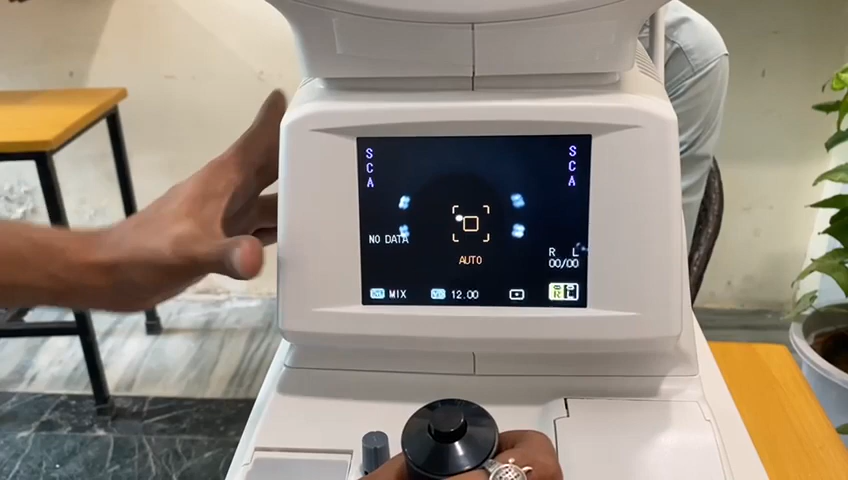 S
C
A
S
C
A
NO DATA
AUTO
R L
00/00
MIX
12.00
R L